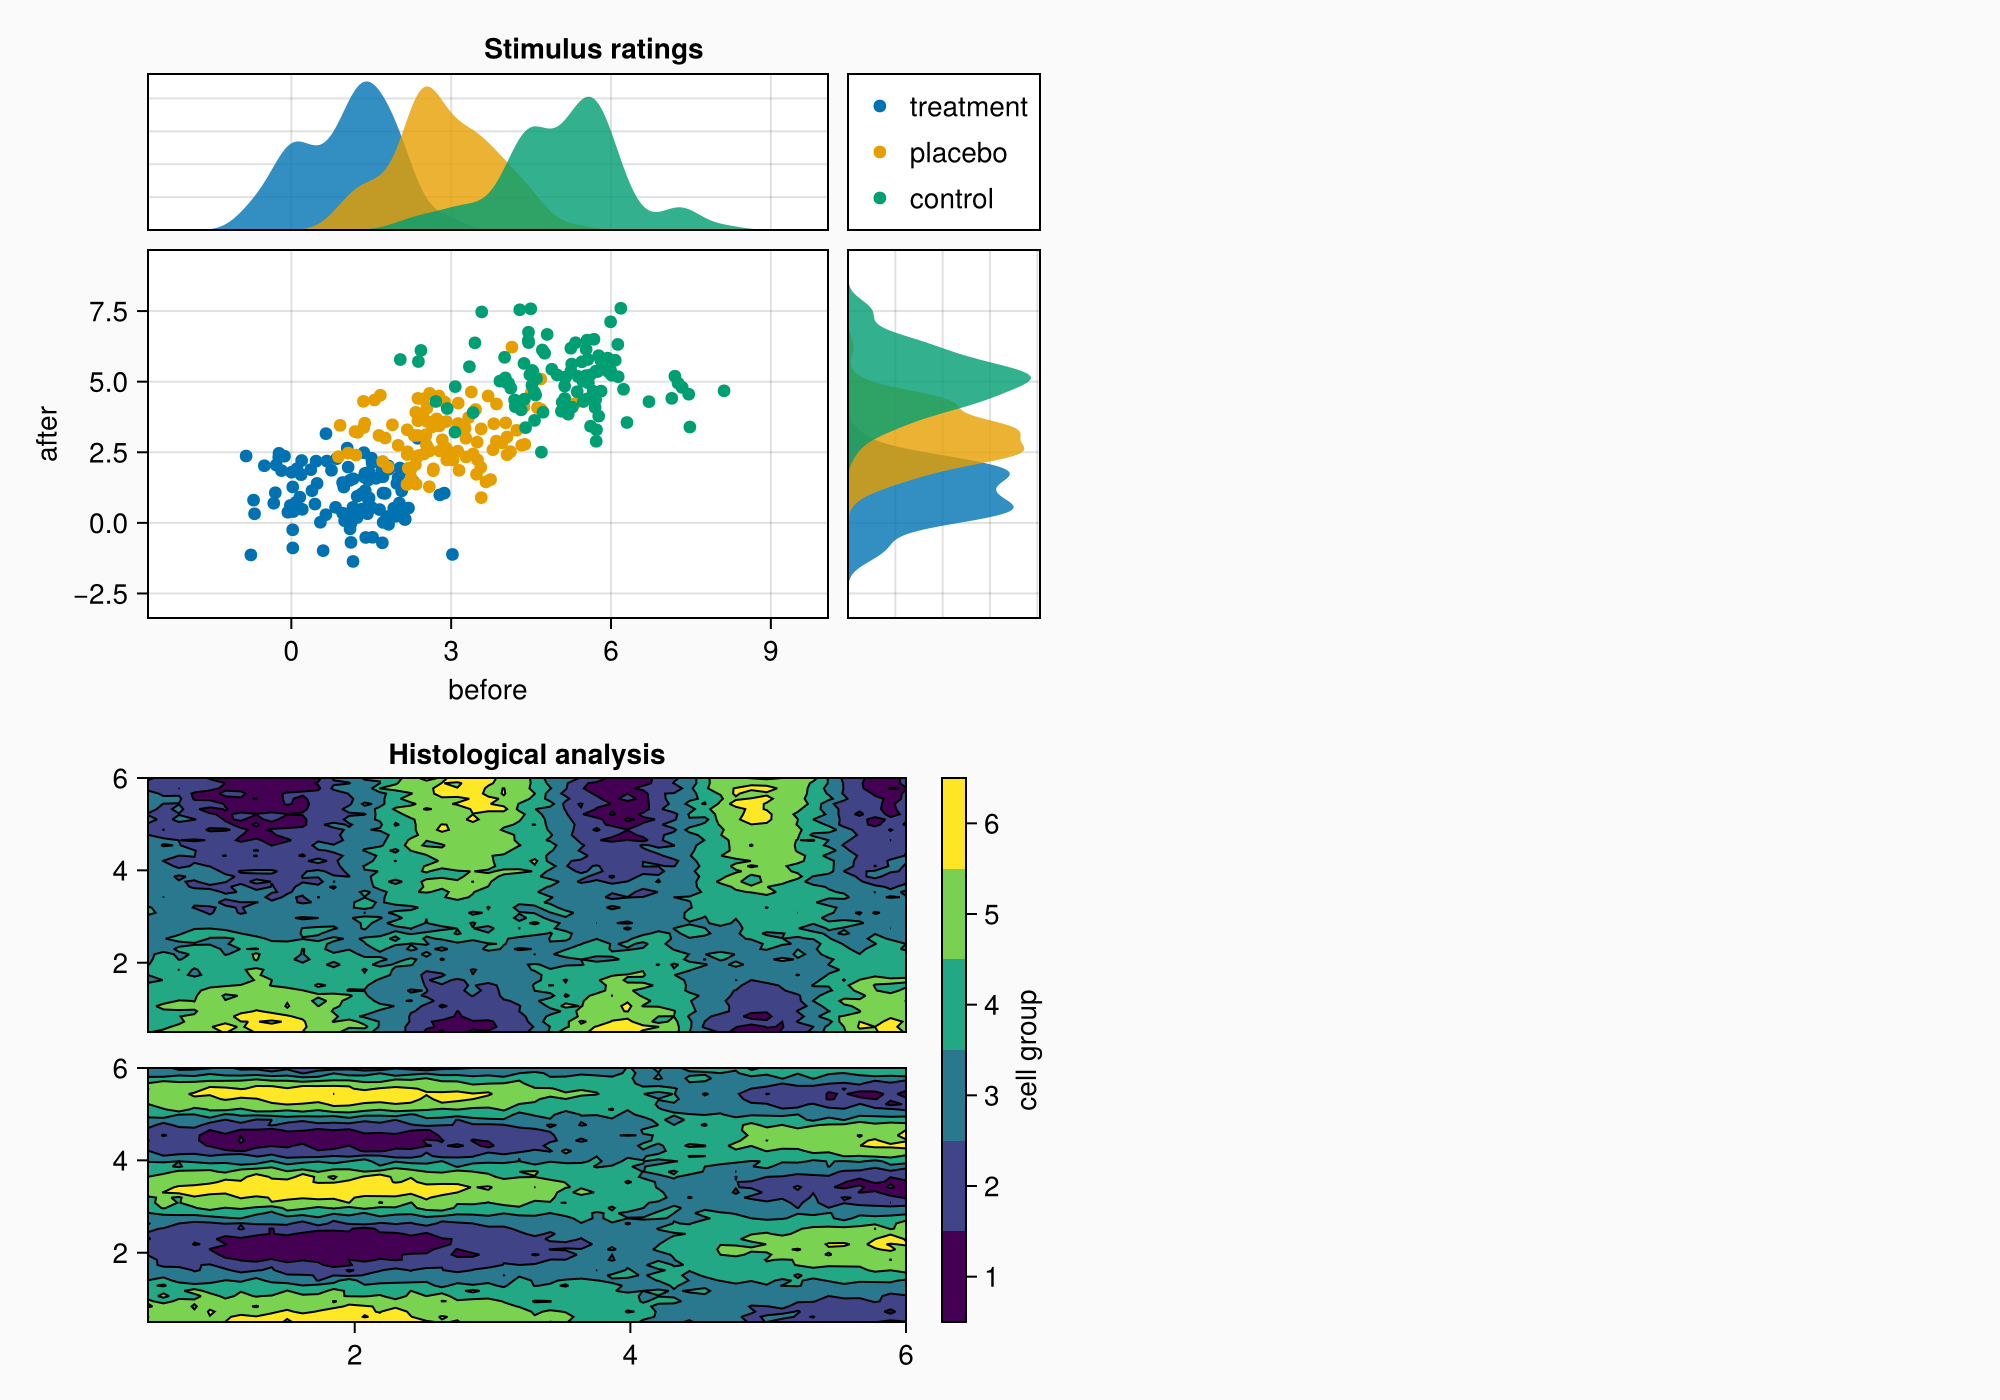 Stimulus ratings
treatment
placebo
control
7.5
5.0
2.5
0.0
−2.5
after
0 3 6 9
before
Histological analysis
6
4
2
6
4
2
2 4 6
6
5
4
3
2
1
cell group